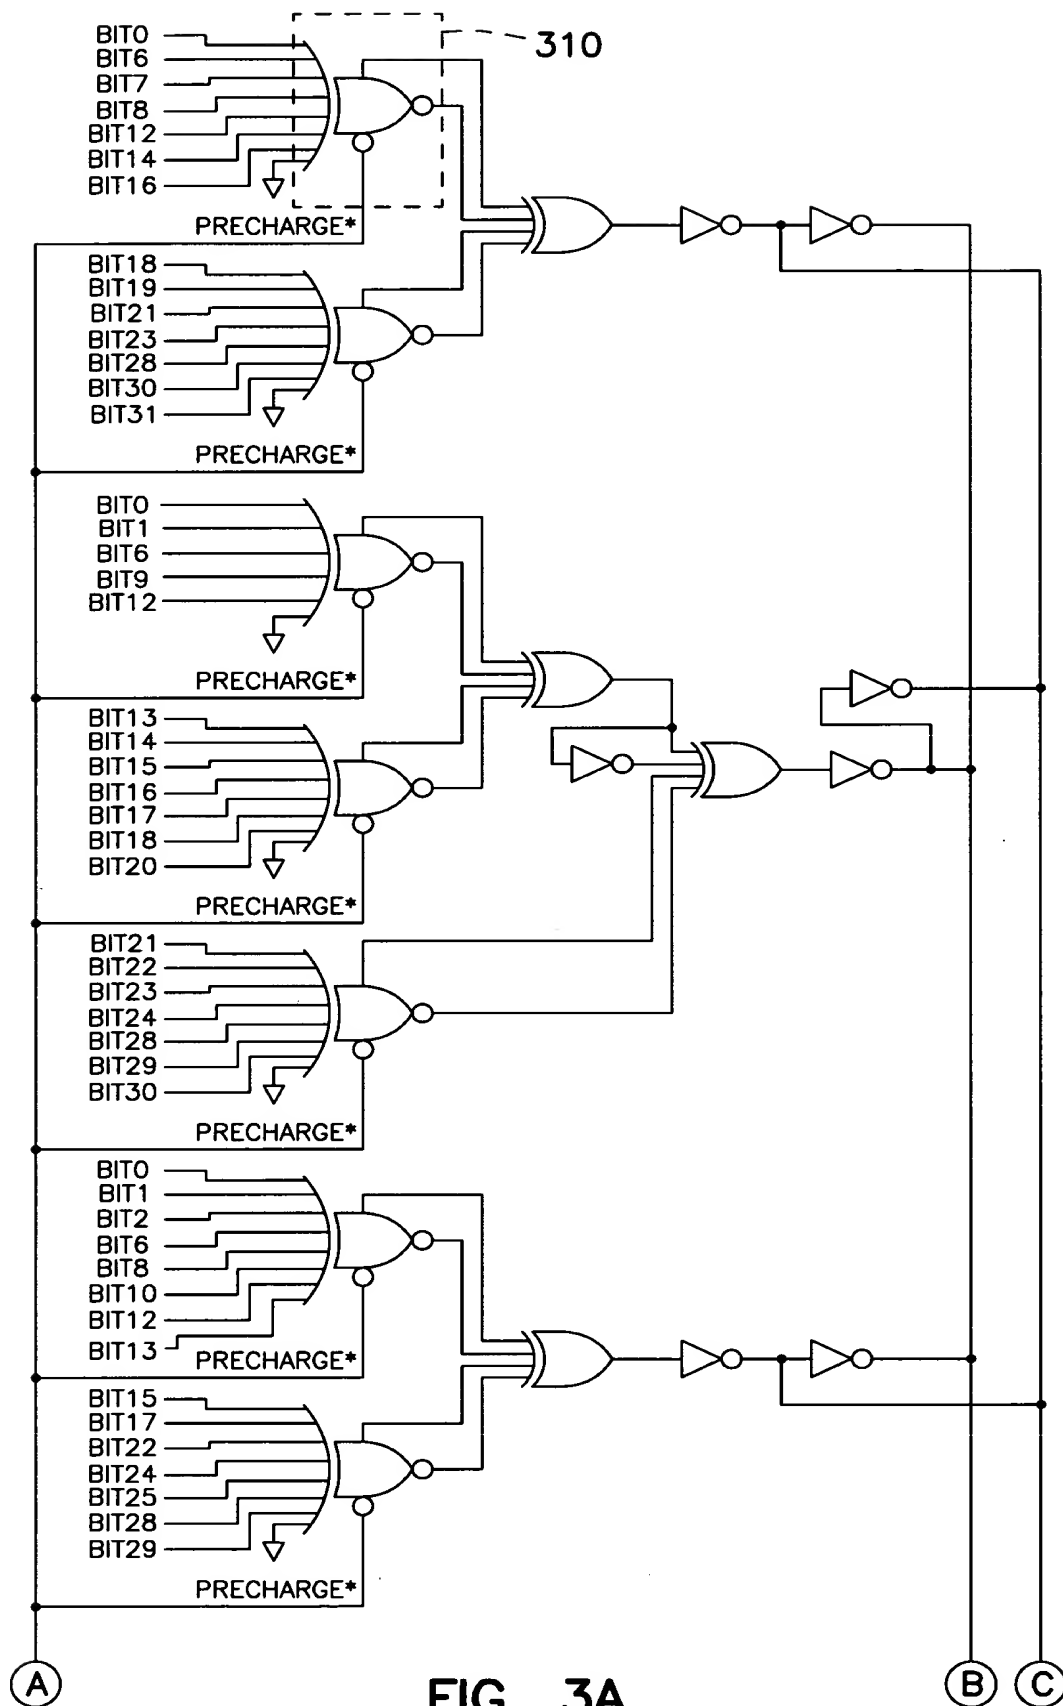 BIT0
BIT6
BIT7
BIT8
BIT12
BIT14
BIT16
310
PRECHARGE*
BIT18
BIT19
BIT21
BIT23
BIT28
BIT30
BIT31
PRECHARGE*
BIT0
BIT1
BIT6
BIT9
BIT12
PRECHARGE*
BIT13
BIT14
BIT15
BIT16
BIT17
BIT18
BIT20
PRECHARGE*
BIT21
BIT22
BIT23
BIT24
BIT28
BIT29
BIT30
PRECHARGE*
BIT0
BIT1
BIT2
BIT6
BIT8
BIT10
BIT12
BIT13
PRECHARGE*
BIT15
BIT17
BIT22
BIT24
BIT25
BIT28
BIT29
PRECHARGE*
A
B
C
FIG. 3A